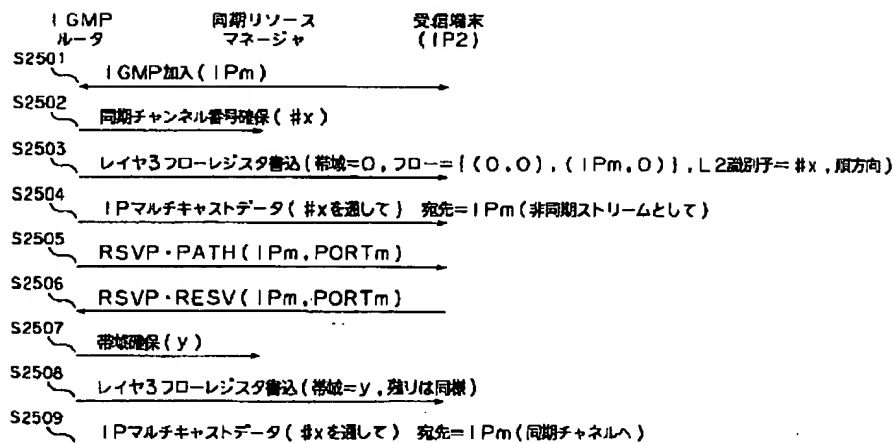 IGMP ルータ
同期リソース マネージャ
受信端末 (IP2)
S2501 IGMP加入(IPm)
S2502 同期チャンネル番号確保(#x)
S2503 レイヤ3フローレジスタ書込(帯域=0,フロー={(0,0),(IPm,0)},L2識別子=#x,順方向)
S2504 IPマルチキャストデータ(#xを通して) 宛先=IPm(非同期ストリームとして)
S2505 RSVP・PATH(IPm,PORTm)
S2506 RSVP・RESV(IPm,PORTm)
S2507 帯域確保(y)
S2508 レイヤ3フローレジスタ書込(帯域=y,残りは同様)
S2509 IPマルチキャストデータ(#xを通して) 宛先=IPm(同期チャネルへ)